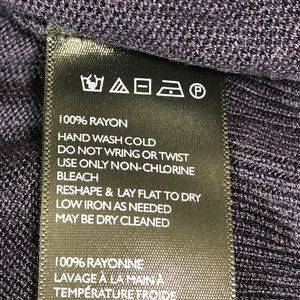 100% RAYON
HAND WASH COLD
DO NOT WRING OR TWIST
USE ONLY NON-CHLORINE
BLEACH
RESHAPE & LAY FLAT TO DRY
LOW IRON AS NEEDED
MAY BE DRY CLEANED
100% RAYONNE
LAVAGE À LA MAIN À
TEMPÉRATURE FROIDE